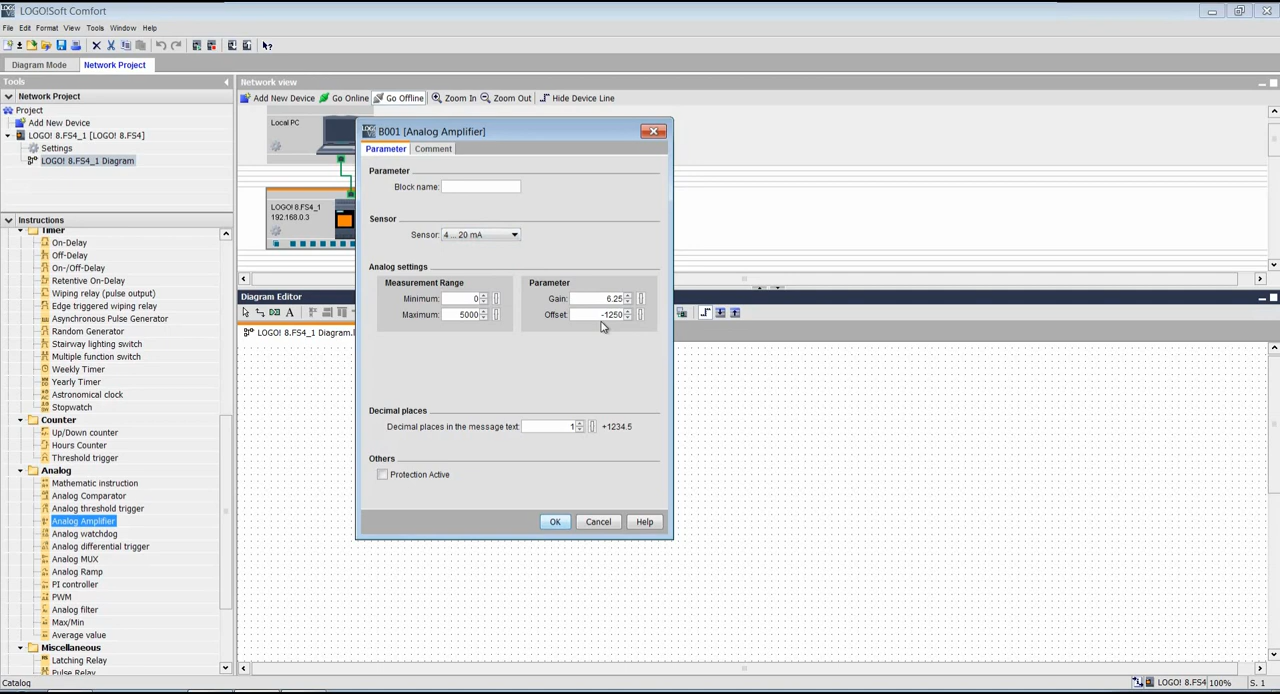 LOGO!Soft Comfort
File Edit Format View Tools Window Help
Diagram Mode Network Project
Tools
Network Project
Project
Add New Device
LOGO! 8.FS4_1 [LOGO! 8.FS4]
Settings
LOGO! 8.FS4_1 Diagram
Instructions
Timer
On-Delay
Off-Delay
On-/Off-Delay
Retentive On-Delay
Wiping relay (pulse output)
Edge triggered wiping relay
Asynchronous Pulse Generator
Random Generator
Stairway lighting switch
Multiple function switch
Weekly Timer
Yearly Timer
Astronomical clock
Stopwatch
Counter
Up/Down counter
Hours Counter
Threshold trigger
Analog
Mathematic instruction
Analog Comparator
Analog threshold trigger
Analog Amplifier
Analog watchdog
Analog differential trigger
Analog MUX
Analog Ramp
PI controller
PWM
Analog filter
Max/Min
Average value
Miscellaneous
Latching Relay
Pulse Relay
Catalog
Network view
Add New Device Go Online Go Offline Zoom In Zoom Out Hide Device Line
Local PC
LOGO! 8.FS4_1
192.168.0.3
Diagram Editor
LOGO! 8.FS4_1 Diagram.l
B001 [Analog Amplifier]
Parameter Comment
Parameter
Block name:
Sensor
Sensor: 4 ... 20 mA
Analog settings
Measurement Range
Minimum: 0
Maximum: 5000
Parameter
Gain: 6.25
Offset: -1250
Decimal places
Decimal places in the message text: 1 +1234.5
Others
Protection Active
OK Cancel Help
LOGO! 8.FS4 100% S. 1